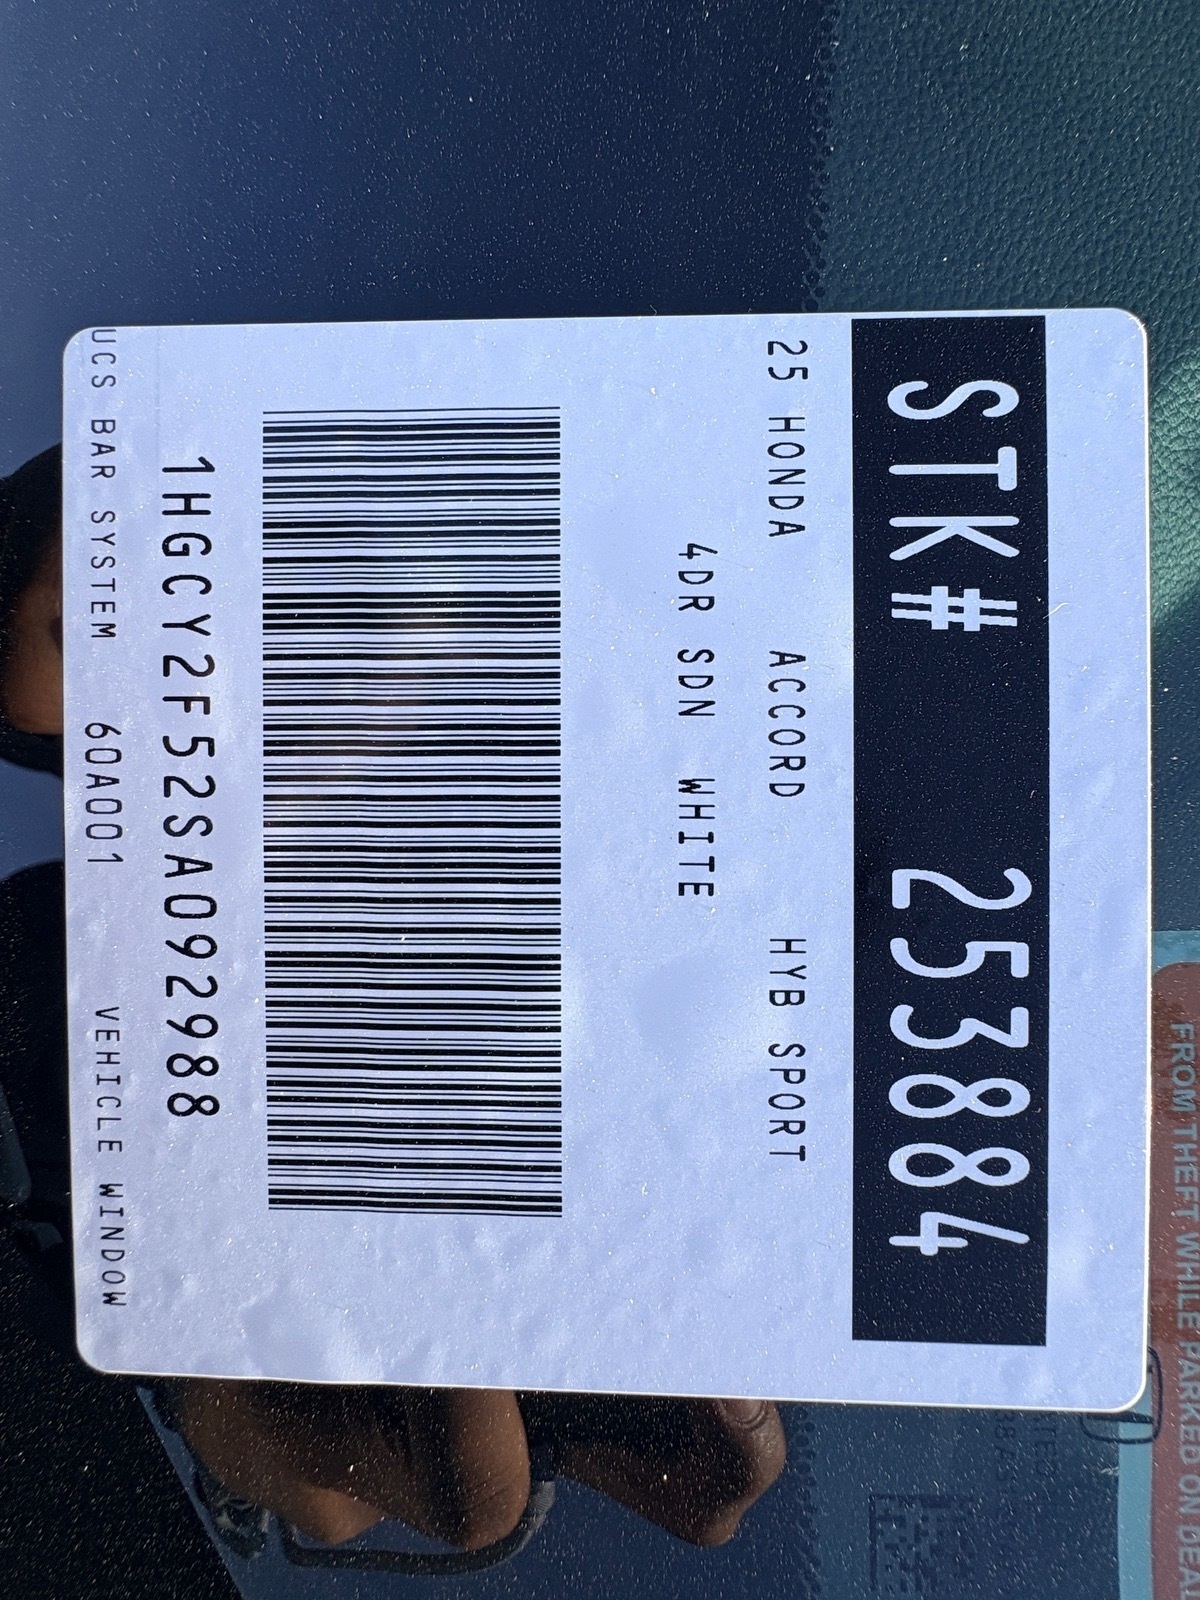 STK# 253884
25 HONDA ACCORD HYB SPORT
4DR SDN WHITE
1HGCY2F52SA092988
UCS BAR SYSTEM 60A001 VEHICLE WINDOW
FROM THEFT WHILE PARKED ON